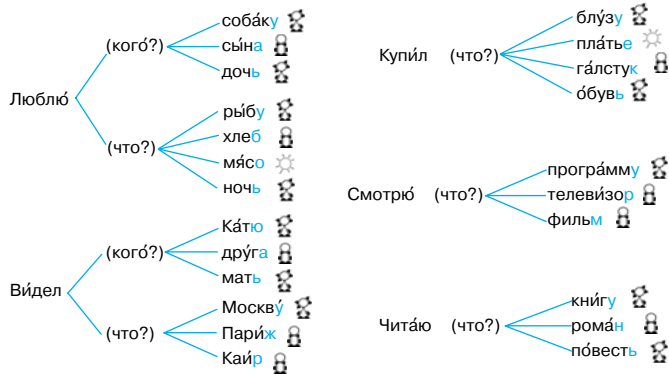 Люблю́
(кого́?)
соба́ку
сы́на
дочь
(что?)
ры́бу
хлеб
мя́со
ночь
Ви́дел
(кого́?)
Ка́тю
дру́га
мать
(что?)
Москву́
Пари́ж
Каи́р
Купи́л (что?)
блу́зу
пла́тье
га́лстук
о́бувь
Смотрю́ (что?)
програ́мму
телеви́зор
фильм
Чита́ю (что?)
кни́гу
рома́н
по́весть